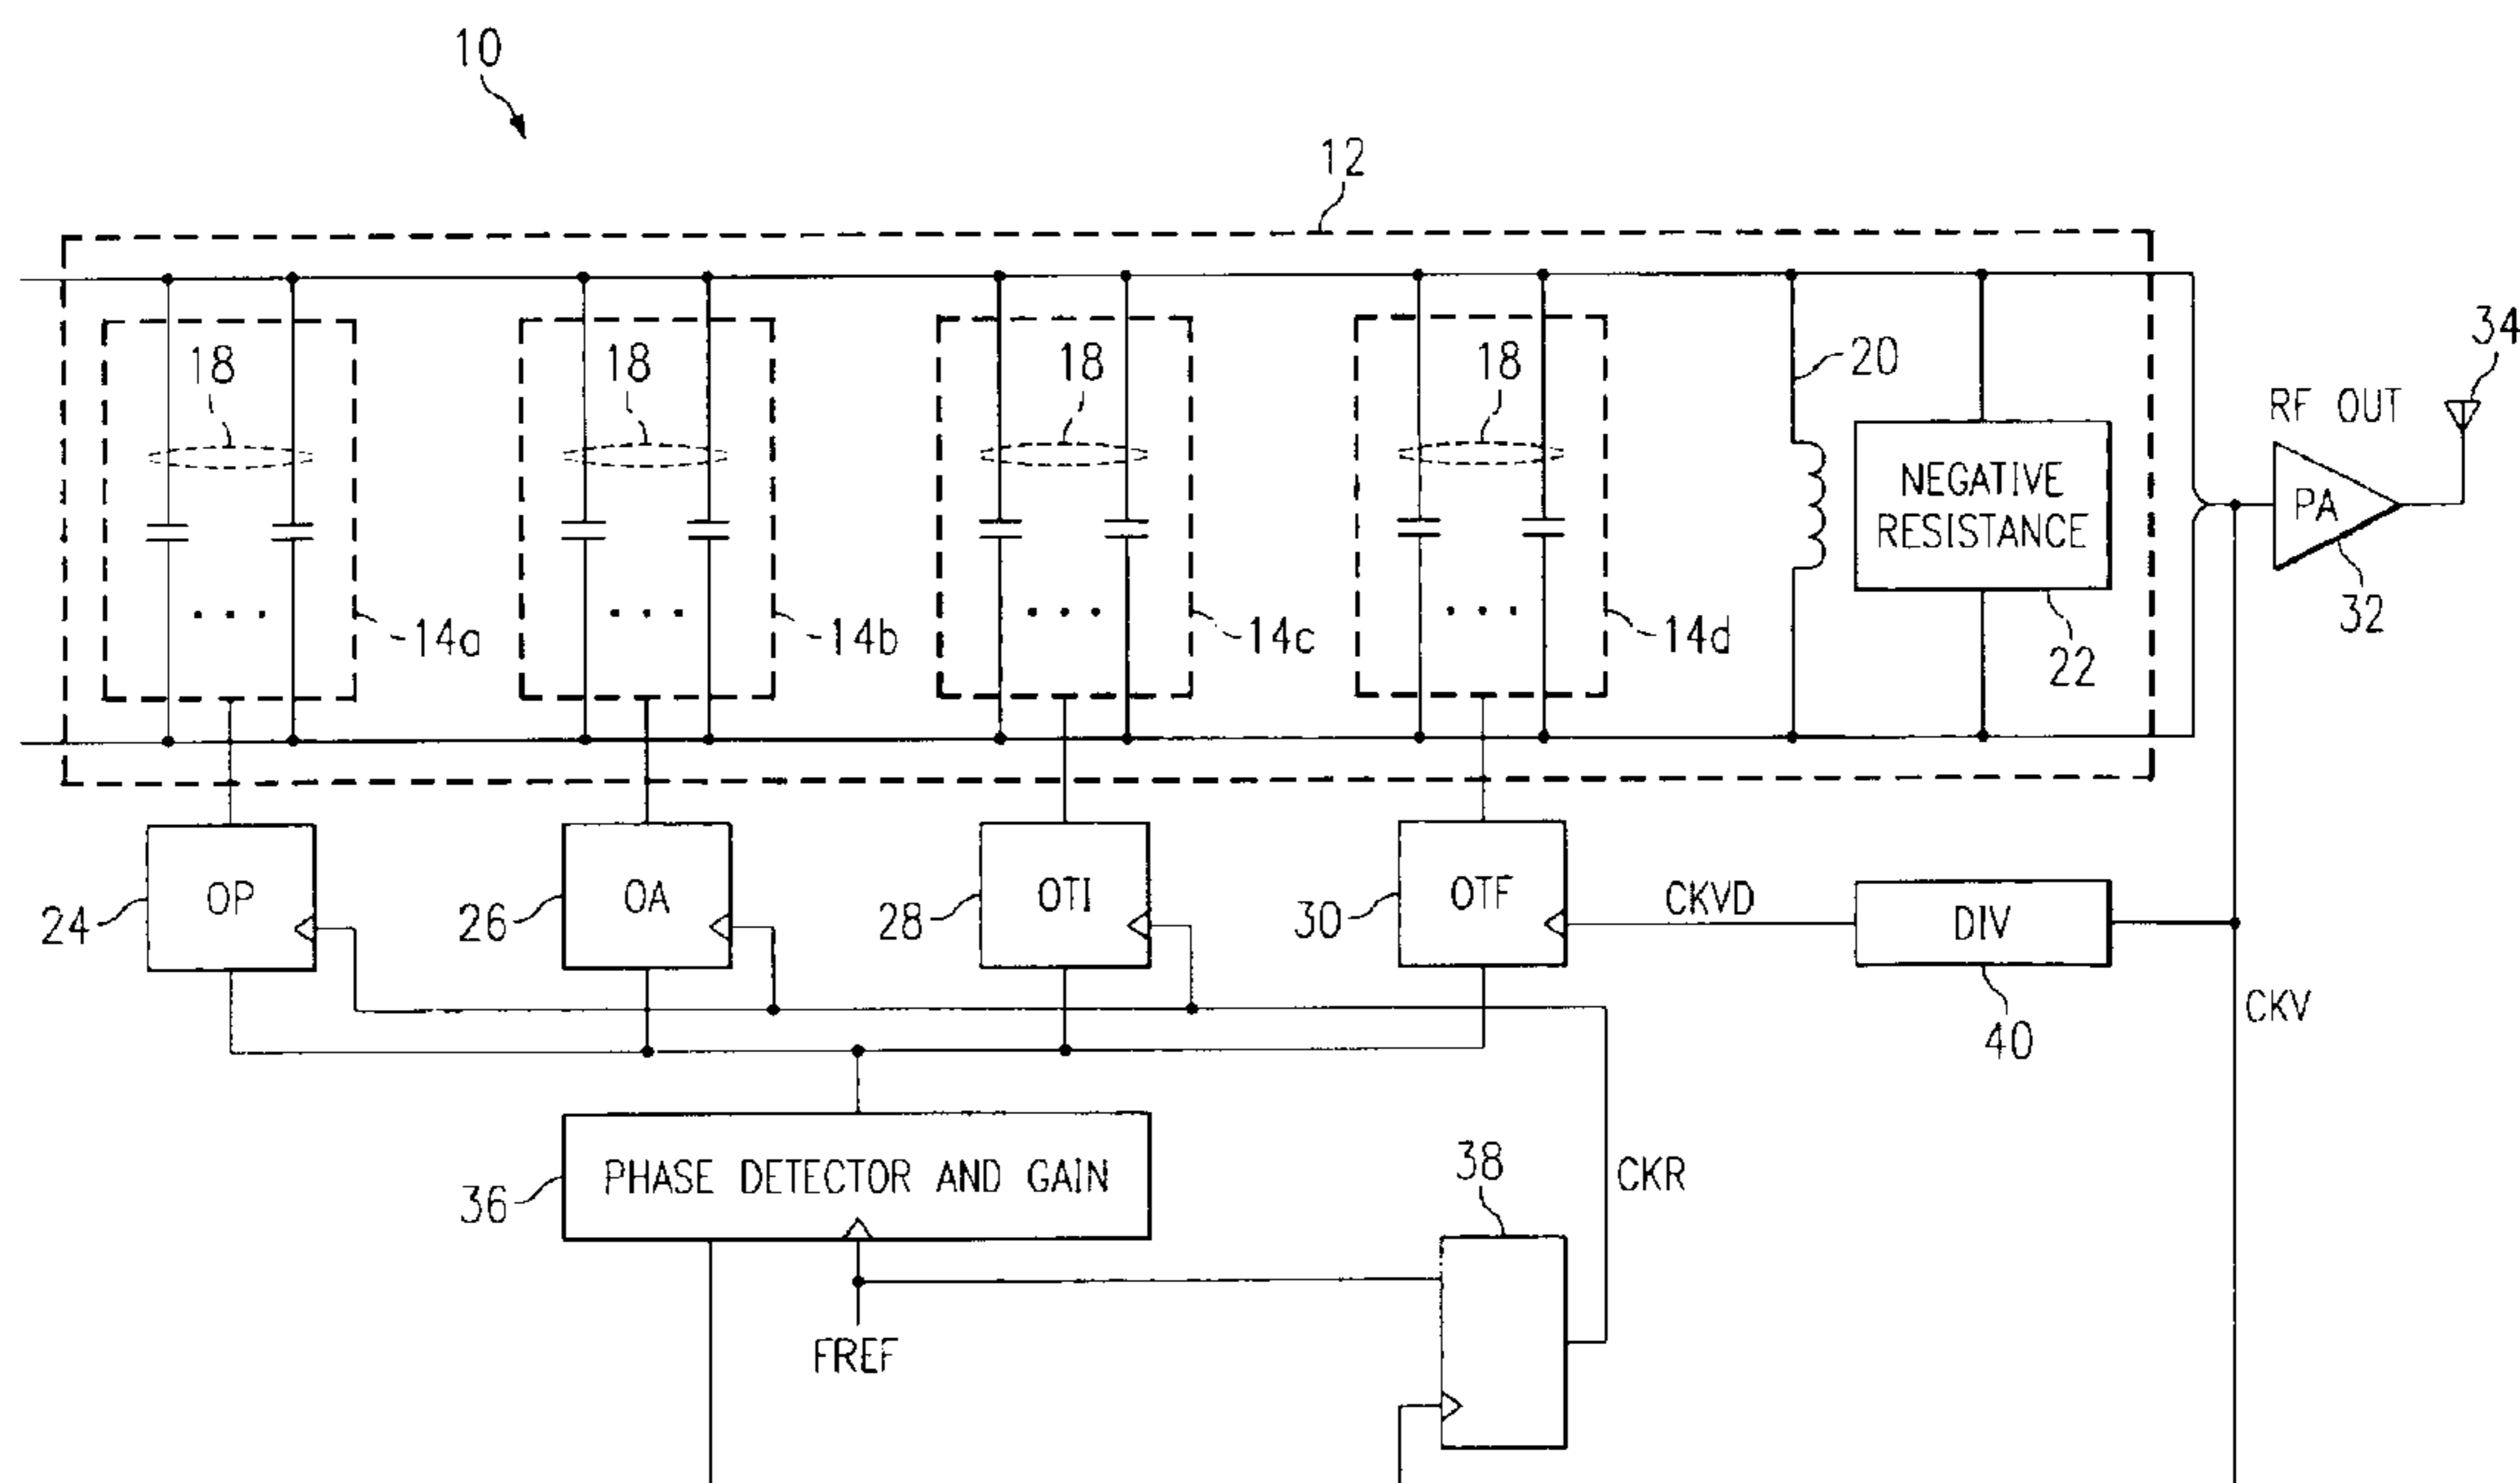 10
12
18
18
18
18
20
34
RF OUT
NEGATIVE
RESISTANCE
PA
14a
14b
14c
14d
22
32
OP
OA
OTI
OTF
CKVD
DIV
24
26
28
30
CKV
40
PHASE DETECTOR AND GAIN
36
38
CKR
FREF